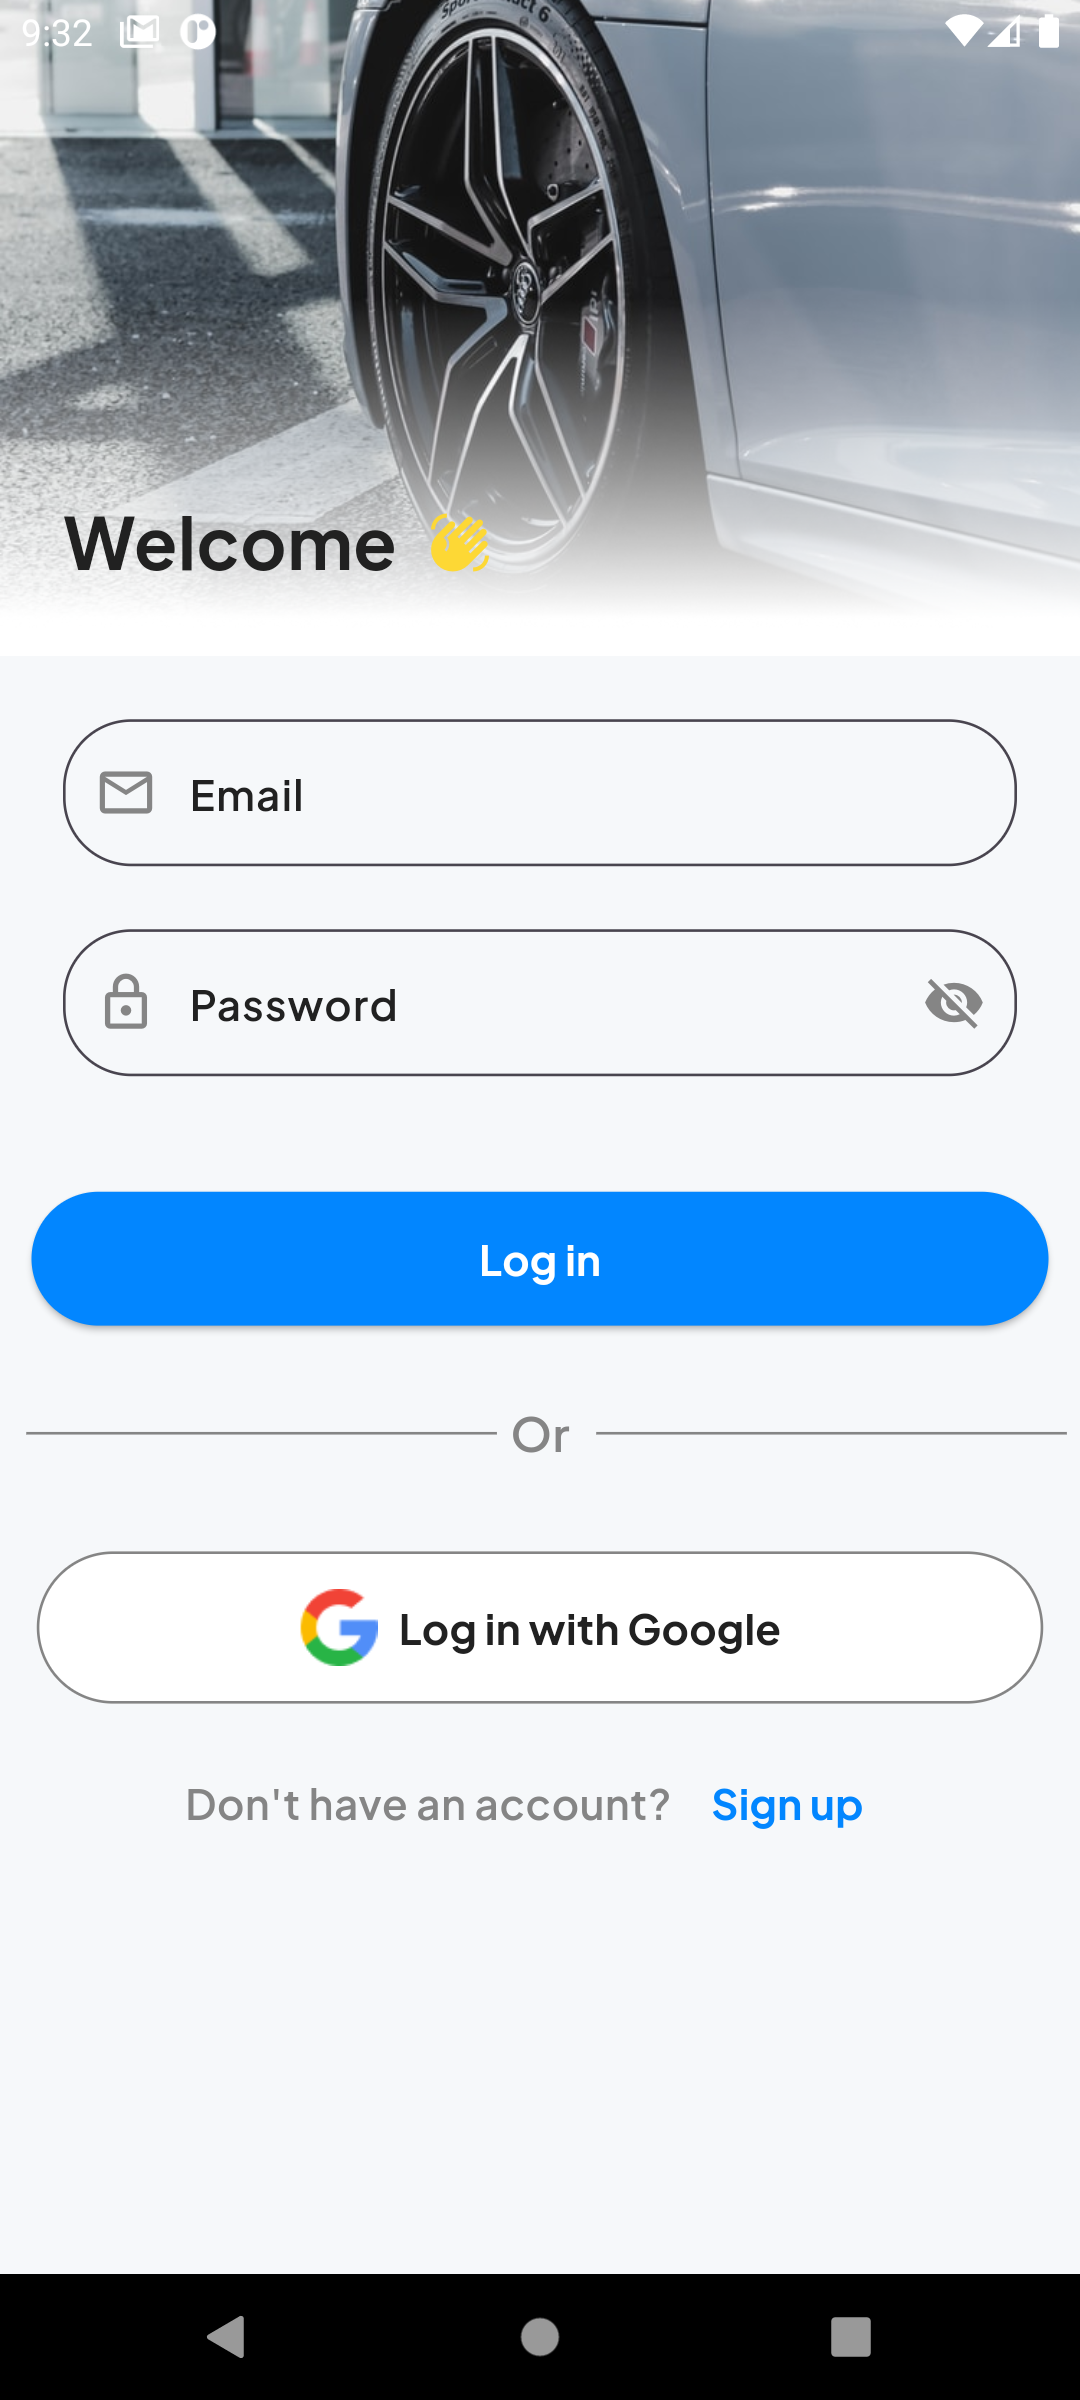 9:32
Welcome 👋
Email
Password
Log in
Or
Log in with Google
Don't have an account? Sign up